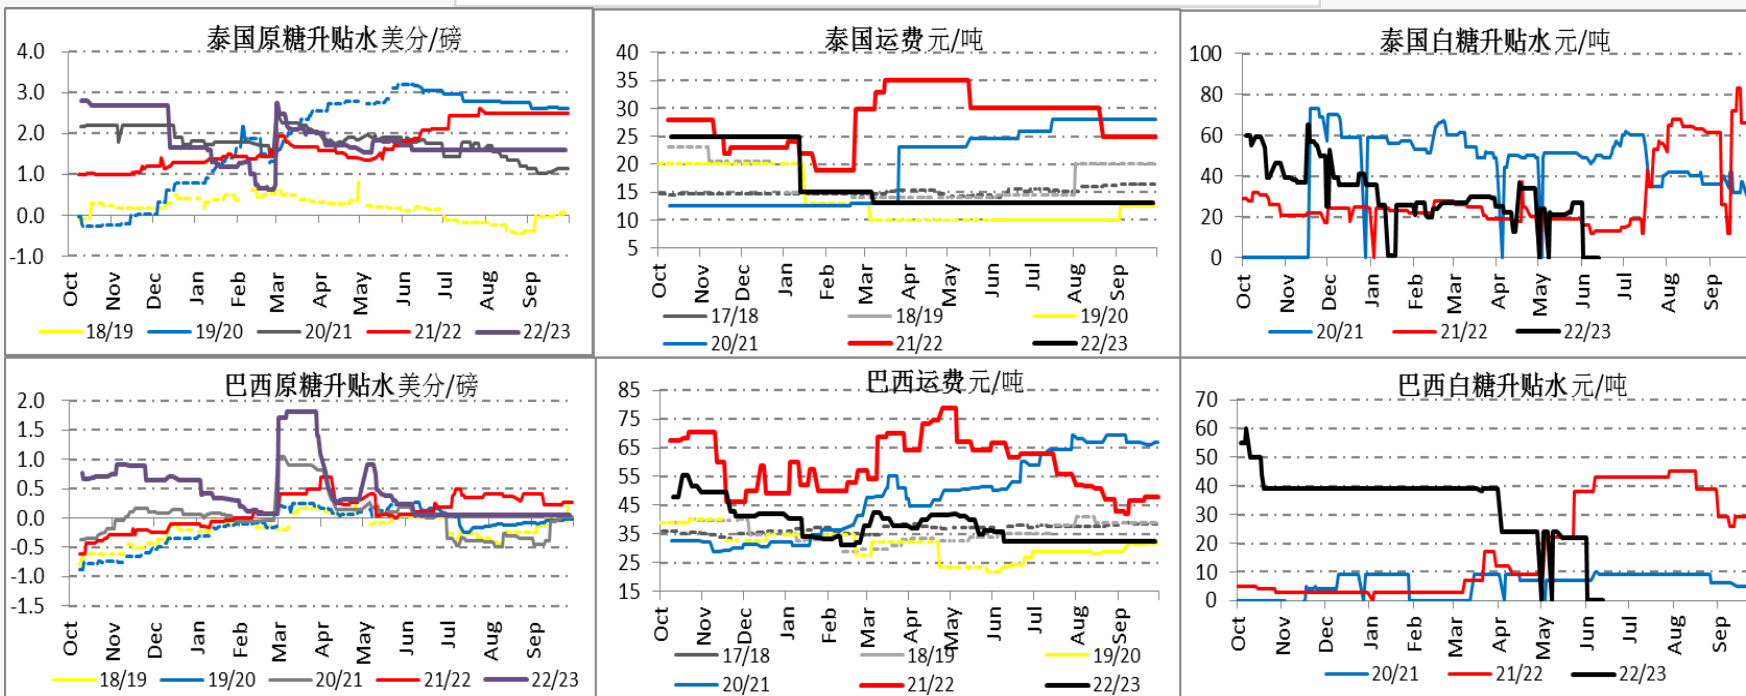 泰国原糖升贴水 美分/磅
4.0
3.0
2.0
1.0
0.0
-1.0
Oct Nov Dec Jan Feb Mar Apr May Jun Jul Aug Sep
18/19 19/20 20/21 21/22 22/23
泰国运费 元/吨
40
35
30
25
20
15
10
5
Oct Nov Dec Jan Feb Mar Apr May Jun Jul Aug Sep
17/18 18/19 19/20
20/21 21/22 22/23
泰国白糖升贴水 元/吨
100
80
60
40
20
0
Oct Nov Dec Jan Feb Mar Apr May Jun Jul Aug Sep
20/21 21/22 22/23
巴西原糖升贴水 美分/磅
2.0
1.5
1.0
0.5
0.0
-0.5
-1.0
-1.5
Oct Nov Dec Jan Feb Mar Apr May Jun Jul Aug Sep
18/19 19/20 20/21 21/22 22/23
巴西运费 元/吨
85
75
65
55
45
35
25
15
Oct Nov Dec Jan Feb Mar Apr May Jun Jul Aug Sep
17/18 18/19 19/20
20/21 21/22 22/23
巴西白糖升贴水 元/吨
70
60
50
40
30
20
10
0
Oct Nov Dec Jan Feb Mar Apr May Jun Jul Aug Sep
20/21 21/22 22/23